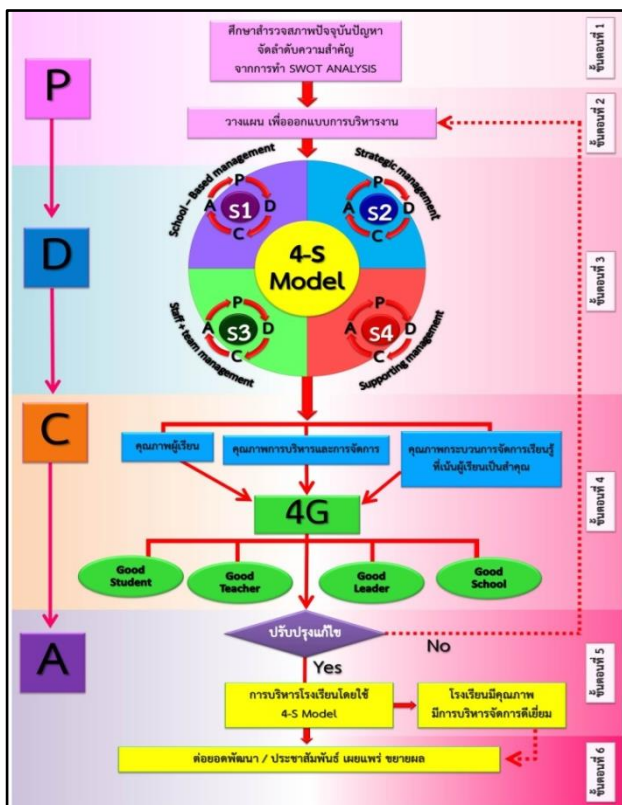 ศึกษาสำรวจสภาพปัจจุบันปัญหา
จัดลำดับความสำคัญ
จากการทำ SWOT ANALYSIS
ขั้นตอนที่ 1
P
วางแผน เพื่อออกแบบการบริหารงาน
ขั้นตอนที่ 2
School – Based management
Strategic management
P
A
S1
D
C
P
A
S2
D
C
D
4-S
Model
ขั้นตอนที่ 3
P
A
S3
D
C
P
A
S4
D
C
Staff + team management
Supporting management
C
คุณภาพผู้เรียน
คุณภาพการบริหารและการจัดการ
คุณภาพกระบวนการจัดการเรียนรู้
ที่เน้นผู้เรียนเป็นสำคุณ
4G
ขั้นตอนที่ 4
Good
Student
Good
Teacher
Good
Leader
Good
School
A
ปรับปรุงแก้ไข
No
Yes
ขั้นตอนที่ 5
การบริหารโรงเรียนโดยใช้
4-S Model
โรงเรียนมีคุณภาพ
มีการบริหารจัดการดีเยี่ยม
ต่อยอดพัฒนา / ประชาสัมพันธ์ เผยแพร่ ขยายผล
ขั้นตอนที่ 6